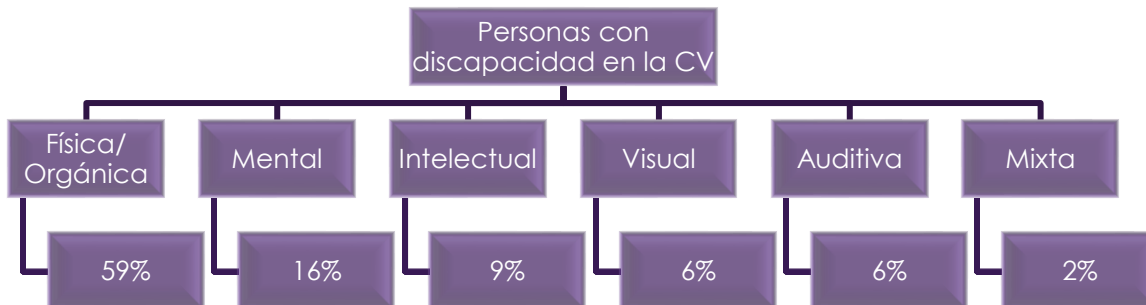 Personas con
discapacidad en la CV
Física/
Orgánica
Mental
Intelectual
Visual
Auditiva
Mixta
59%
16%
9%
6%
6%
2%